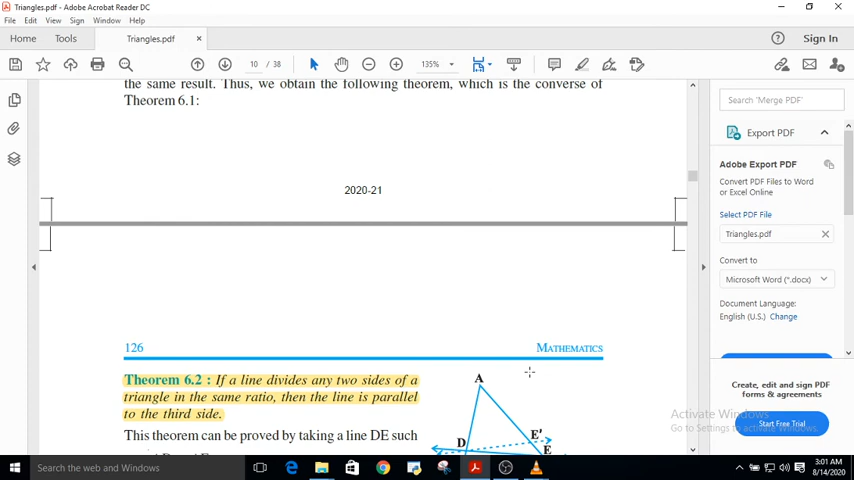 Triangles.pdf - Adobe Acrobat Reader DC
File Edit View Sign Window Help
Home Tools Triangles.pdf × Sign In
10 / 38 135%
Search 'Merge PDF'
the same result. Thus, we obtain the following theorem, which is the converse of
Theorem 6.1:
2020-21
126 MATHEMATICS
Theorem 6.2 : If a line divides any two sides of a
triangle in the same ratio, then the line is parallel
to the third side.
This theorem can be proved by taking a line DE such
A
D
E'
E
Export PDF
Adobe Export PDF
Convert PDF Files to Word
or Excel Online
Select PDF File
Triangles.pdf
Convert to
Microsoft Word (*.docx)
Document Language:
English (U.S.) Change
Create, edit and sign PDF
forms & agreements
Start Free Trial
Activate Windows
Go to Settings to activate Windows.
Search the web and Windows
3:01 AM
8/14/2020